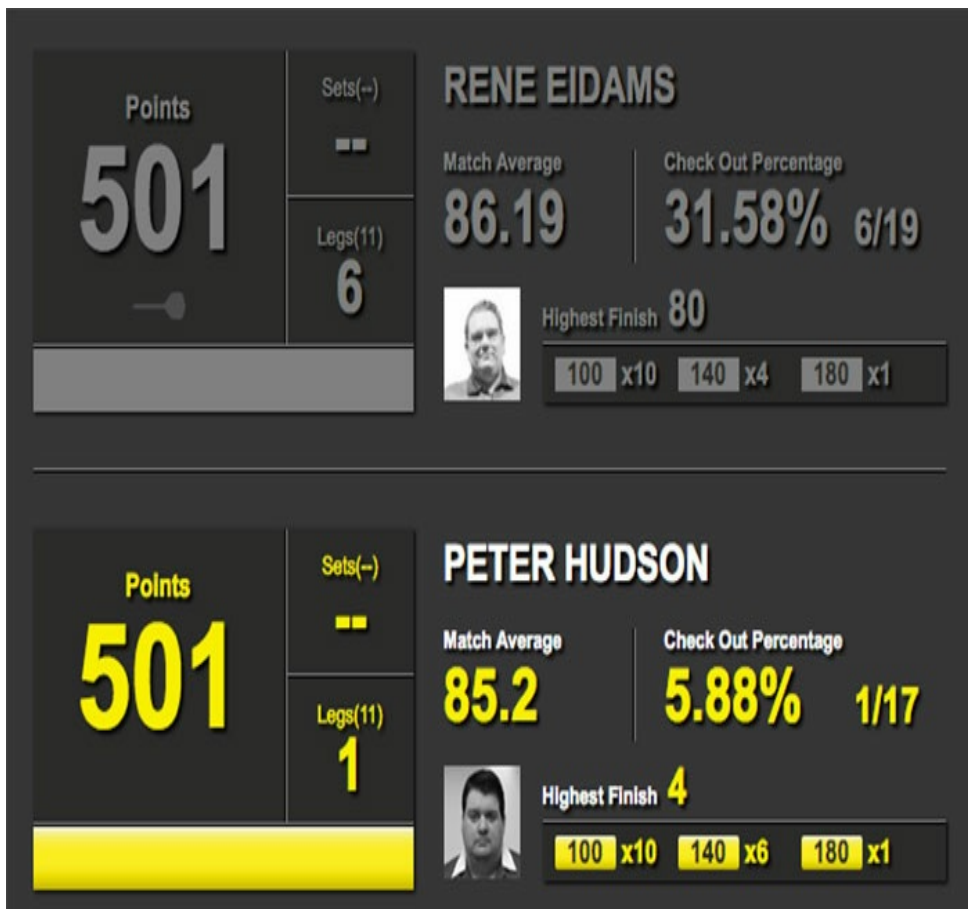 RENE EIDAMS
Points
501
Sets(--)
--
Legs(11)
6
Match Average
86.19
Check Out Percentage
31.58% 6/19
Highest Finish 80
100 x10 140 x4 180 x1
PETER HUDSON
Points
501
Sets(--)
--
Legs(11)
1
Match Average
85.2
Check Out Percentage
5.88% 1/17
Highest Finish 4
100 x10 140 x6 180 x1